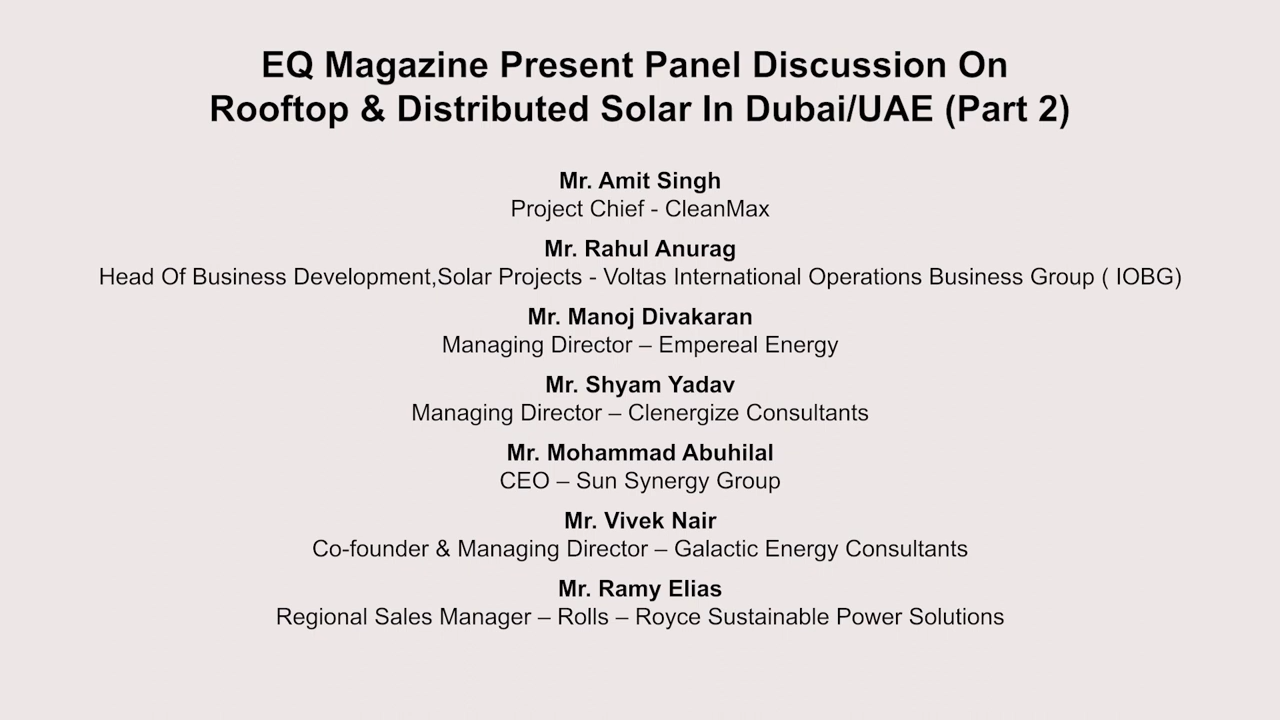 EQ Magazine Present Panel Discussion On
Rooftop & Distributed Solar In Dubai/UAE (Part 2)
Mr. Amit Singh
Project Chief - CleanMax
Mr. Rahul Anurag
Head Of Business Development,Solar Projects - Voltas International Operations Business Group ( IOBG)
Mr. Manoj Divakaran
Managing Director – Empereal Energy
Mr. Shyam Yadav
Managing Director – Clenergize Consultants
Mr. Mohammad Abuhilal
CEO – Sun Synergy Group
Mr. Vivek Nair
Co-founder & Managing Director – Galactic Energy Consultants
Mr. Ramy Elias
Regional Sales Manager – Rolls – Royce Sustainable Power Solutions